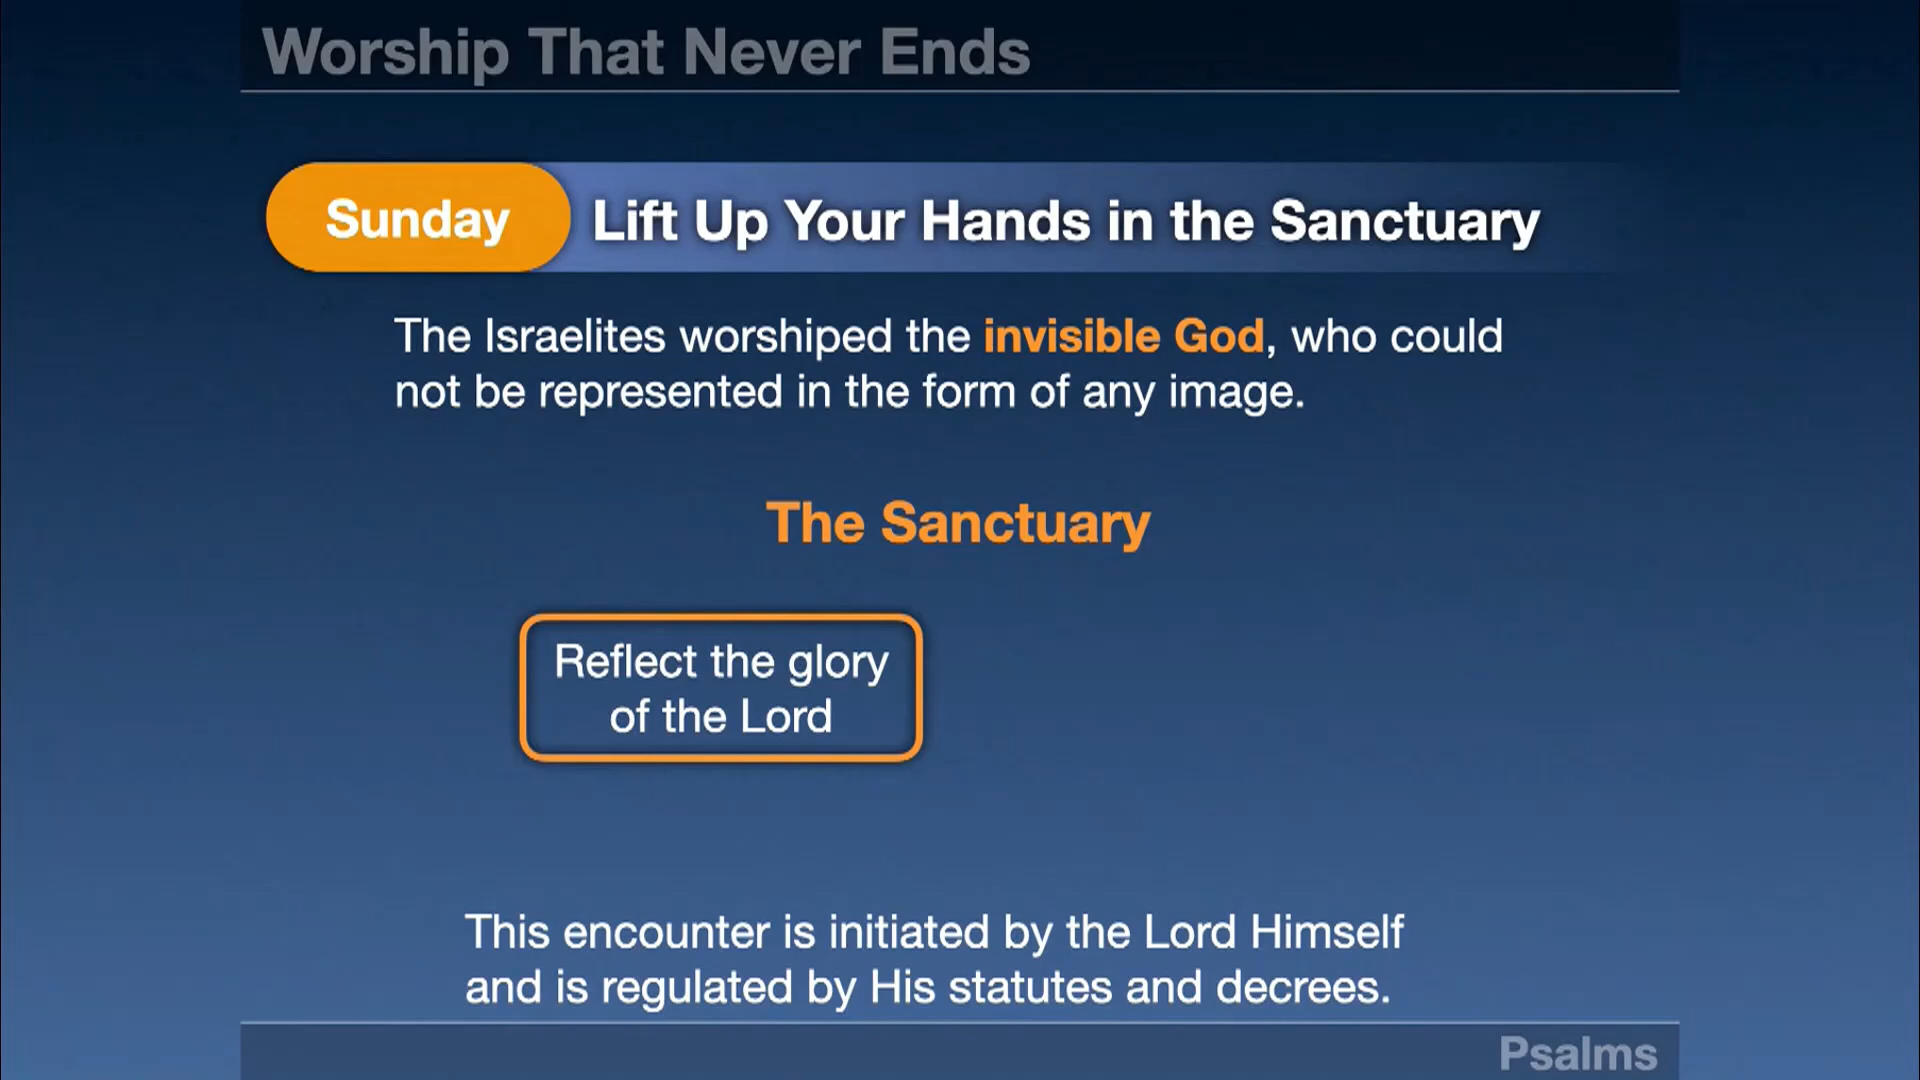 Worship That Never Ends
Sunday
Lift Up Your Hands in the Sanctuary
The Israelites worshiped the invisible God, who could
not be represented in the form of any image.
The Sanctuary
Reflect the glory
of the Lord
This encounter is initiated by the Lord Himself
and is regulated by His statutes and decrees.
Psalms